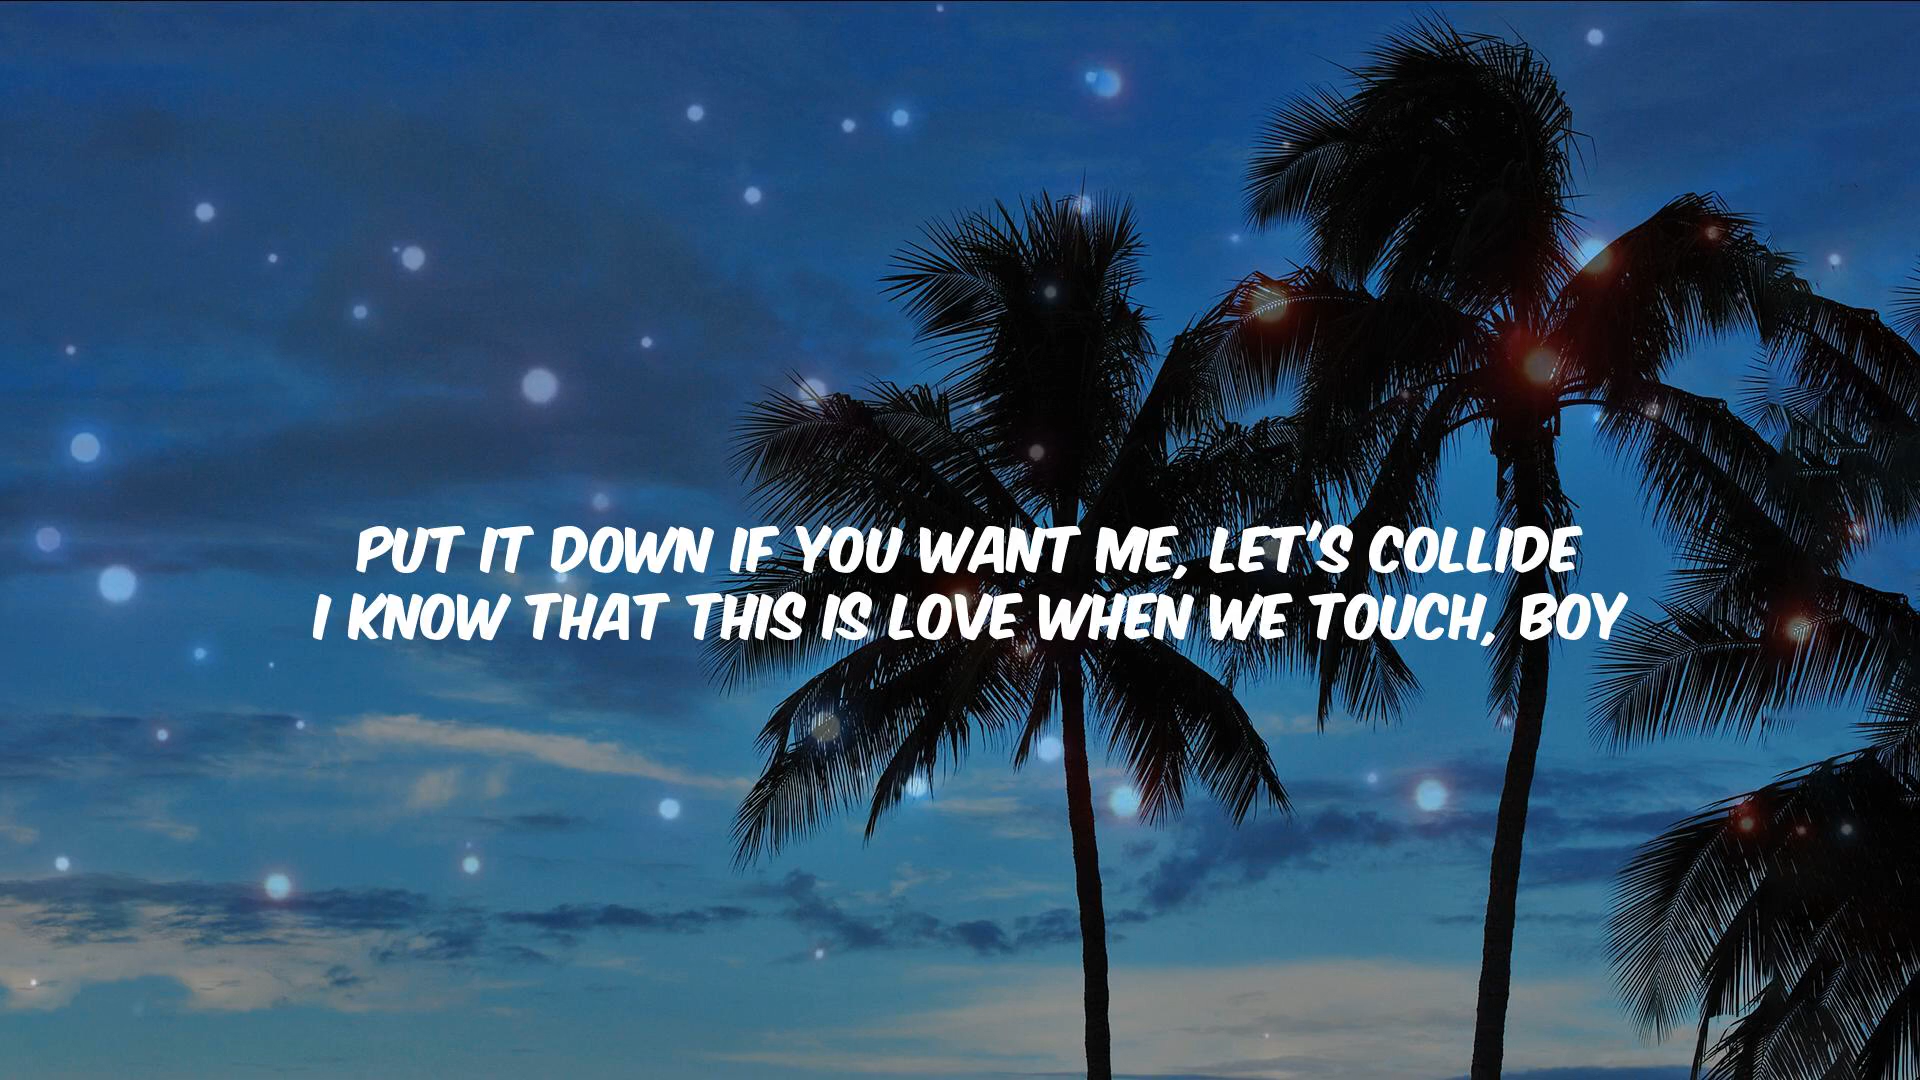 PUT IT DOWN IF YOU WANT ME, LET'S COLLIDE
I KNOW THAT THIS IS LOVE WHEN WE TOUCH, BOY